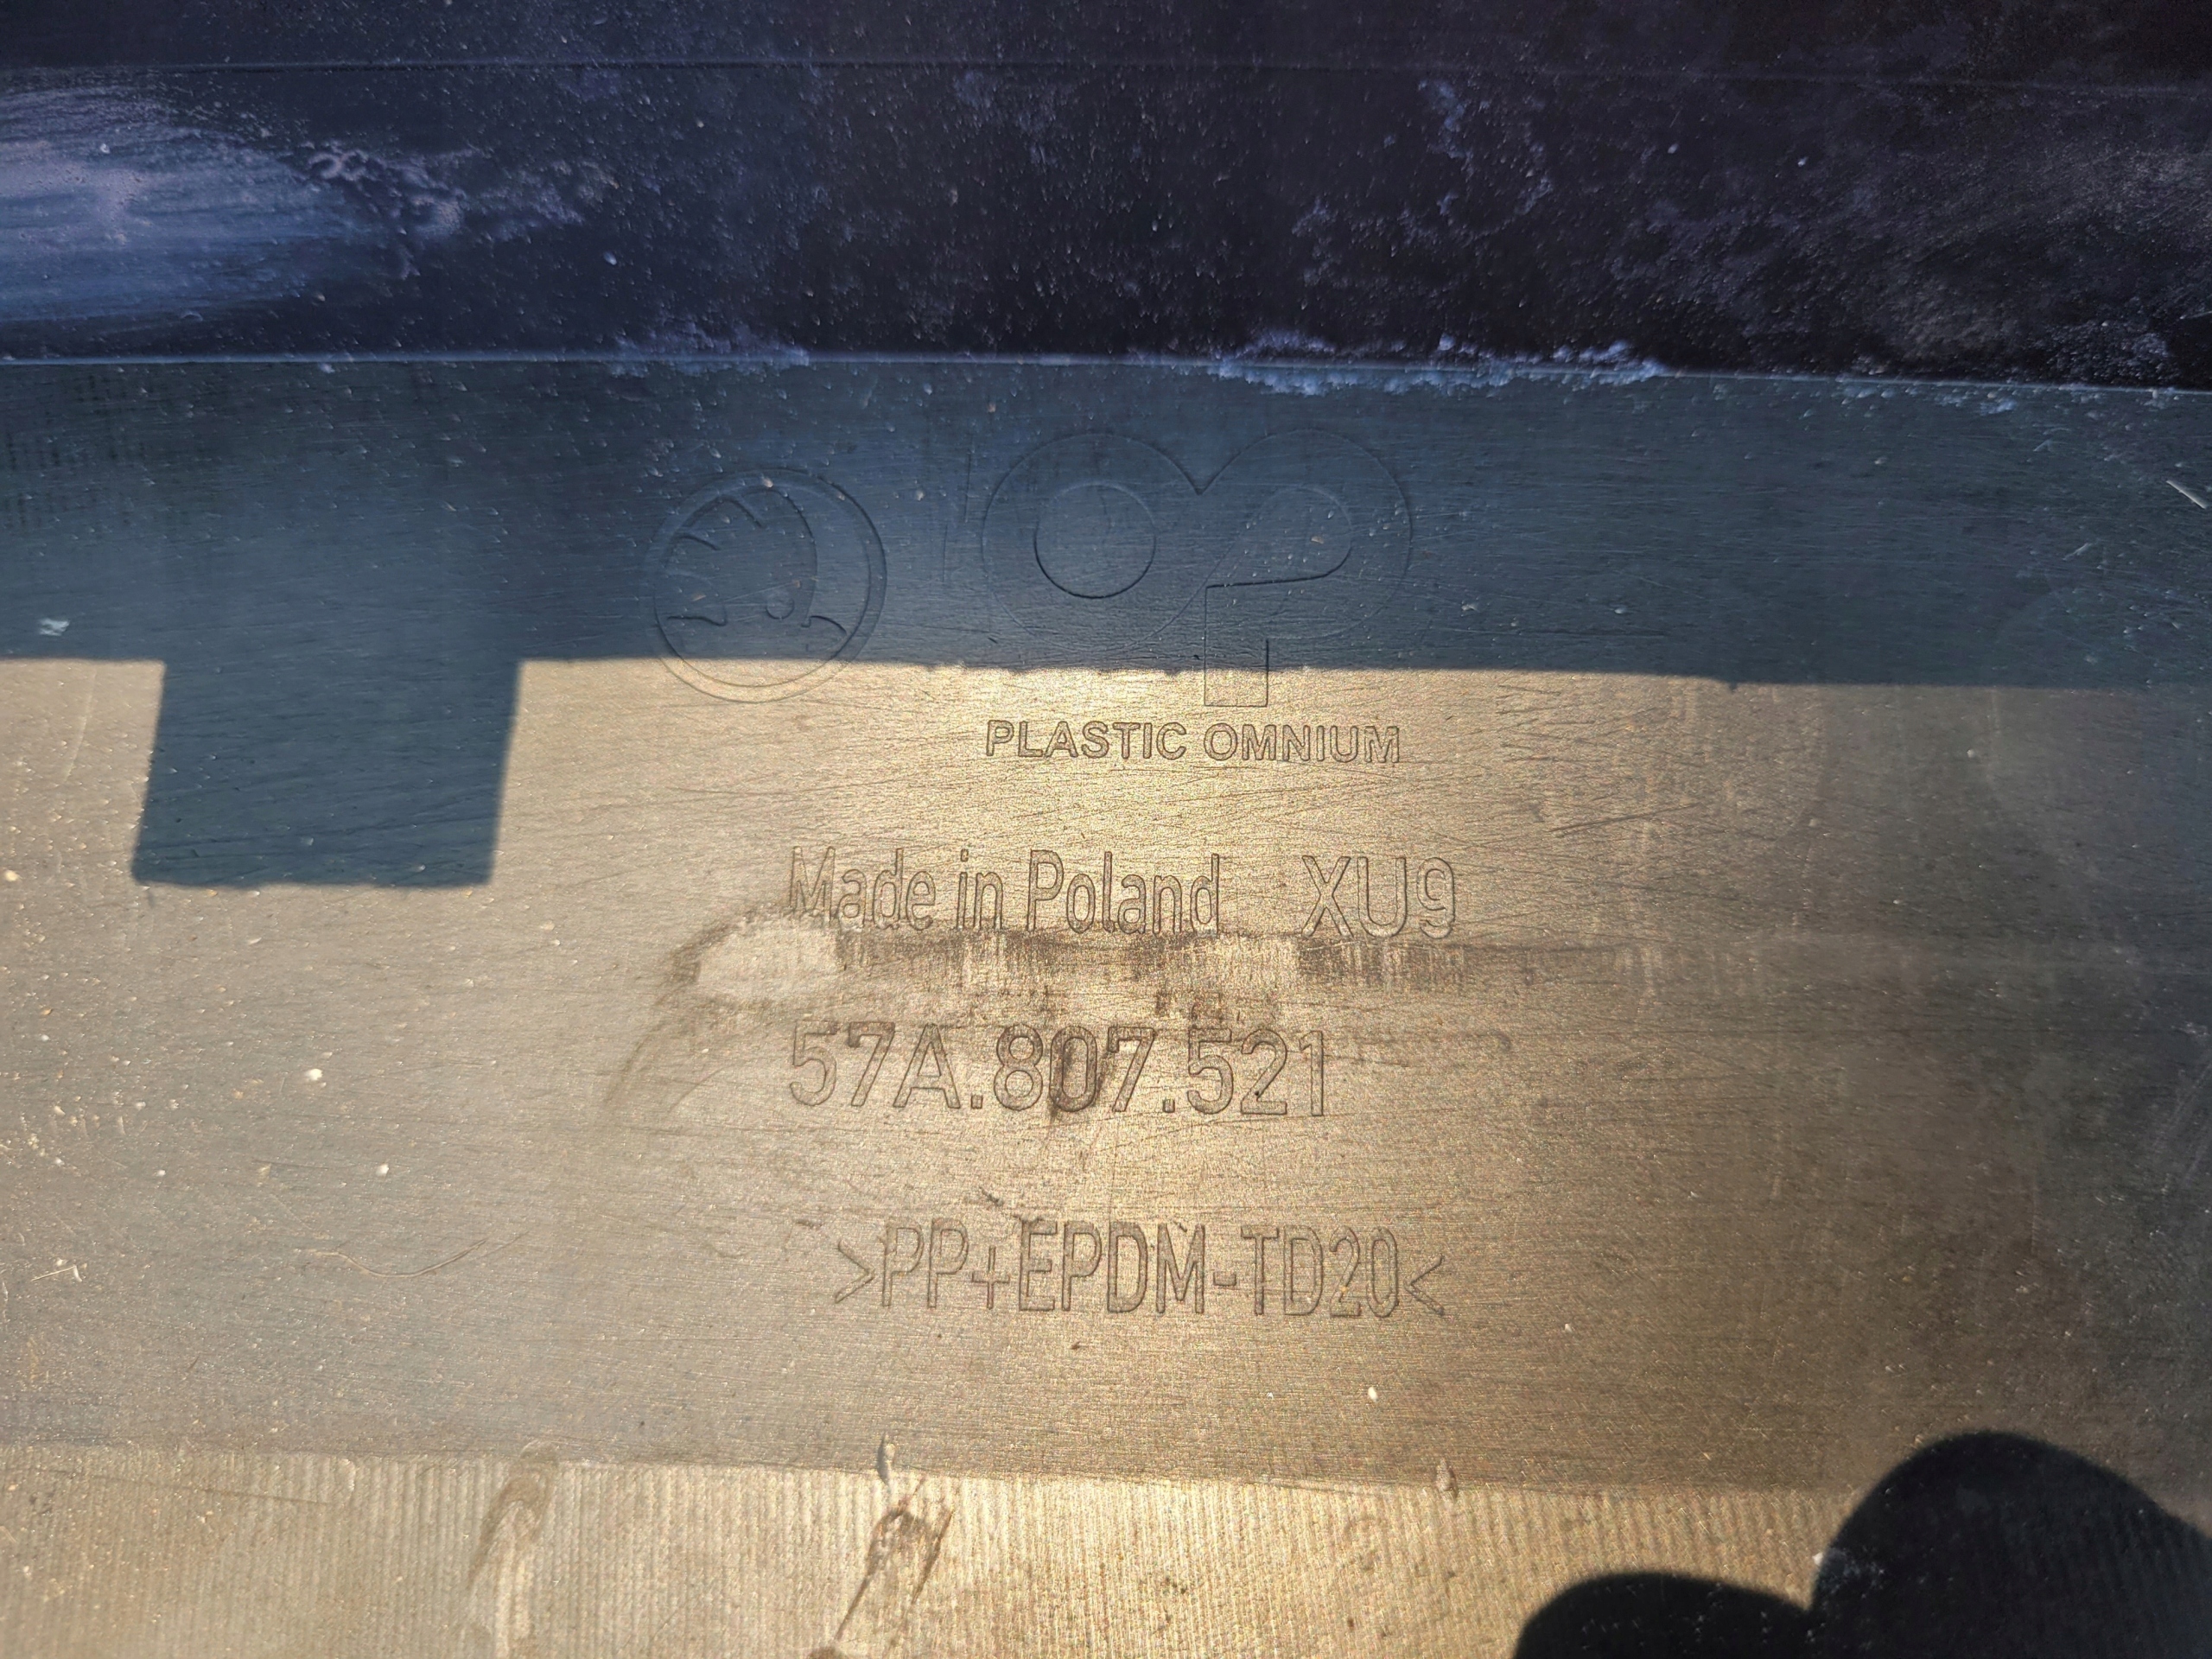 PLASTIC OMNIUM
Made in Poland XU9
57A.807.521
>PP+EPDM-TD20<